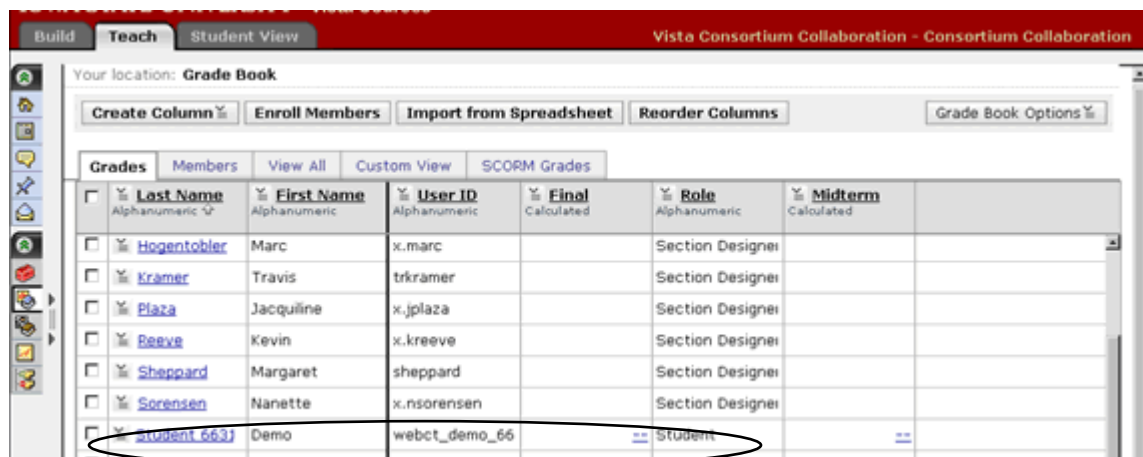 Build Teach Student View Vista Consortium Collaboration - Consortium Collaboration
Your location: Grade Book
Create Column Enroll Members Import from Spreadsheet Reorder Columns Grade Book Options
Grades Members View All Custom View SCORM Grades
Last Name First Name User ID Final Role Midterm
Alphanumeric Alphanumeric Alphanumeric Calculated Alphanumeric Calculated
Hogentobler Marc x.marc Section Designer
Kramer Travis trkramer Section Designer
Plaza Jacquiline x.jplaza Section Designer
Reeve Kevin x.kreeve Section Designer
Sheppard Margaret sheppard Section Designer
Sorensen Nanette x.nsorensen Section Designer
Student 6631 Demo webct_demo_66 -- Student --